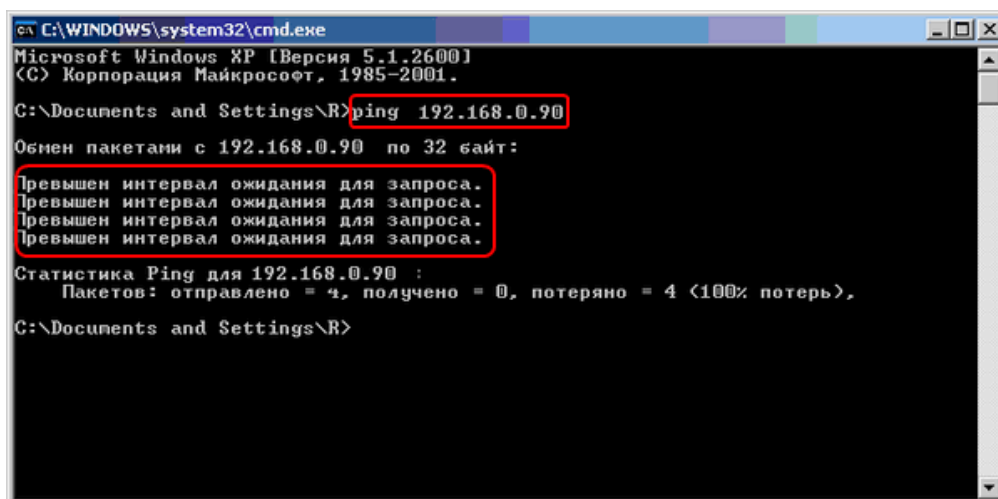 C:\WINDOWS\system32\cmd.exe
Microsoft Windows XP [Версия 5.1.2600]
(С) Корпорация Майкрософт, 1985-2001.
C:\Documents and Settings\R>ping 192.168.0.90
Обмен пакетами с 192.168.0.90 по 32 байт:
Превышен интервал ожидания для запроса.
Превышен интервал ожидания для запроса.
Превышен интервал ожидания для запроса.
Превышен интервал ожидания для запроса.
Статистика Ping для 192.168.0.90 :
Пакетов: отправлено = 4, получено = 0, потеряно = 4 (100% потерь),
C:\Documents and Settings\R>